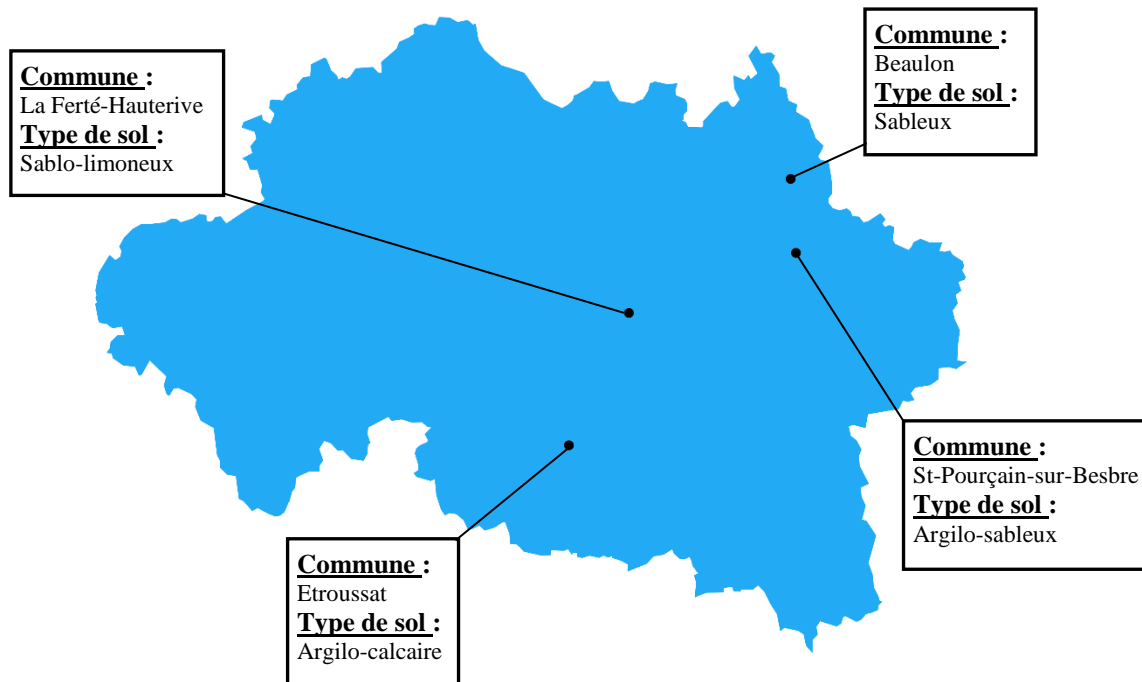 Commune :
La Ferté-Hauterive
Type de sol :
Sablo-limoneux
Commune :
Beaulon
Type de sol :
Sableux
Commune :
St-Pourçain-sur-Besbre
Type de sol :
Argilo-sableux
Commune :
Etroussat
Type de sol :
Argilo-calcaire